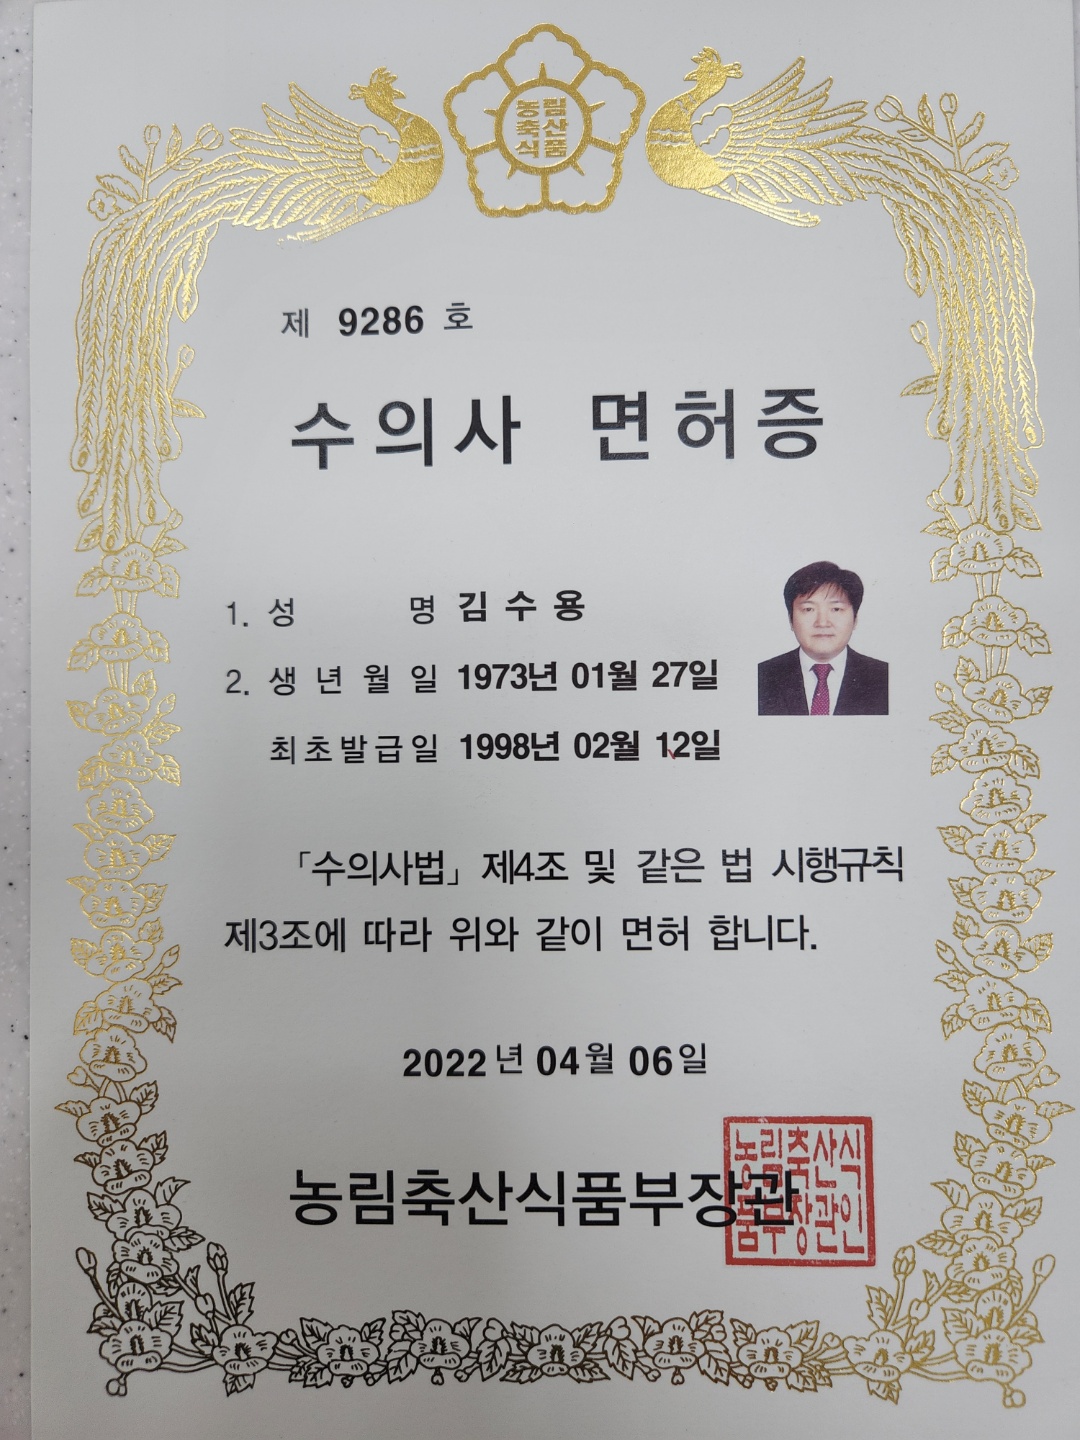 농림
축산
식품
제 9286 호
수의사 면허증
1. 성 명 김수용
2. 생년월일 1973년 01월 27일
최초발급일 1998년 02월 12일
「수의사법」 제4조 및 같은 법 시행규칙
제3조에 따라 위와 같이 면허 합니다.
2022년 04월 06일
농림축산식품부장관
농림축산식
품부장관인